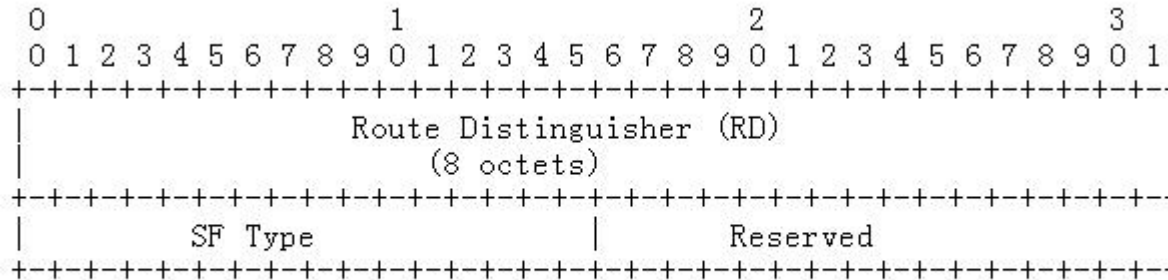 0 1 2 3
0 1 2 3 4 5 6 7 8 9 0 1 2 3 4 5 6 7 8 9 0 1 2 3 4 5 6 7 8 9 0 1
+-+-+-+-+-+-+-+-+-+-+-+-+-+-+-+-+-+-+-+-+-+-+-+-+-+-+-+-+-+-+-+-
| Route Distinguisher (RD)
| (8 octets)
+-+-+-+-+-+-+-+-+-+-+-+-+-+-+-+-+-+-+-+-+-+-+-+-+-+-+-+-+-+-+-+-
| SF Type | Reserved
+-+-+-+-+-+-+-+-+-+-+-+-+-+-+-+-+-+-+-+-+-+-+-+-+-+-+-+-+-+-+-+-